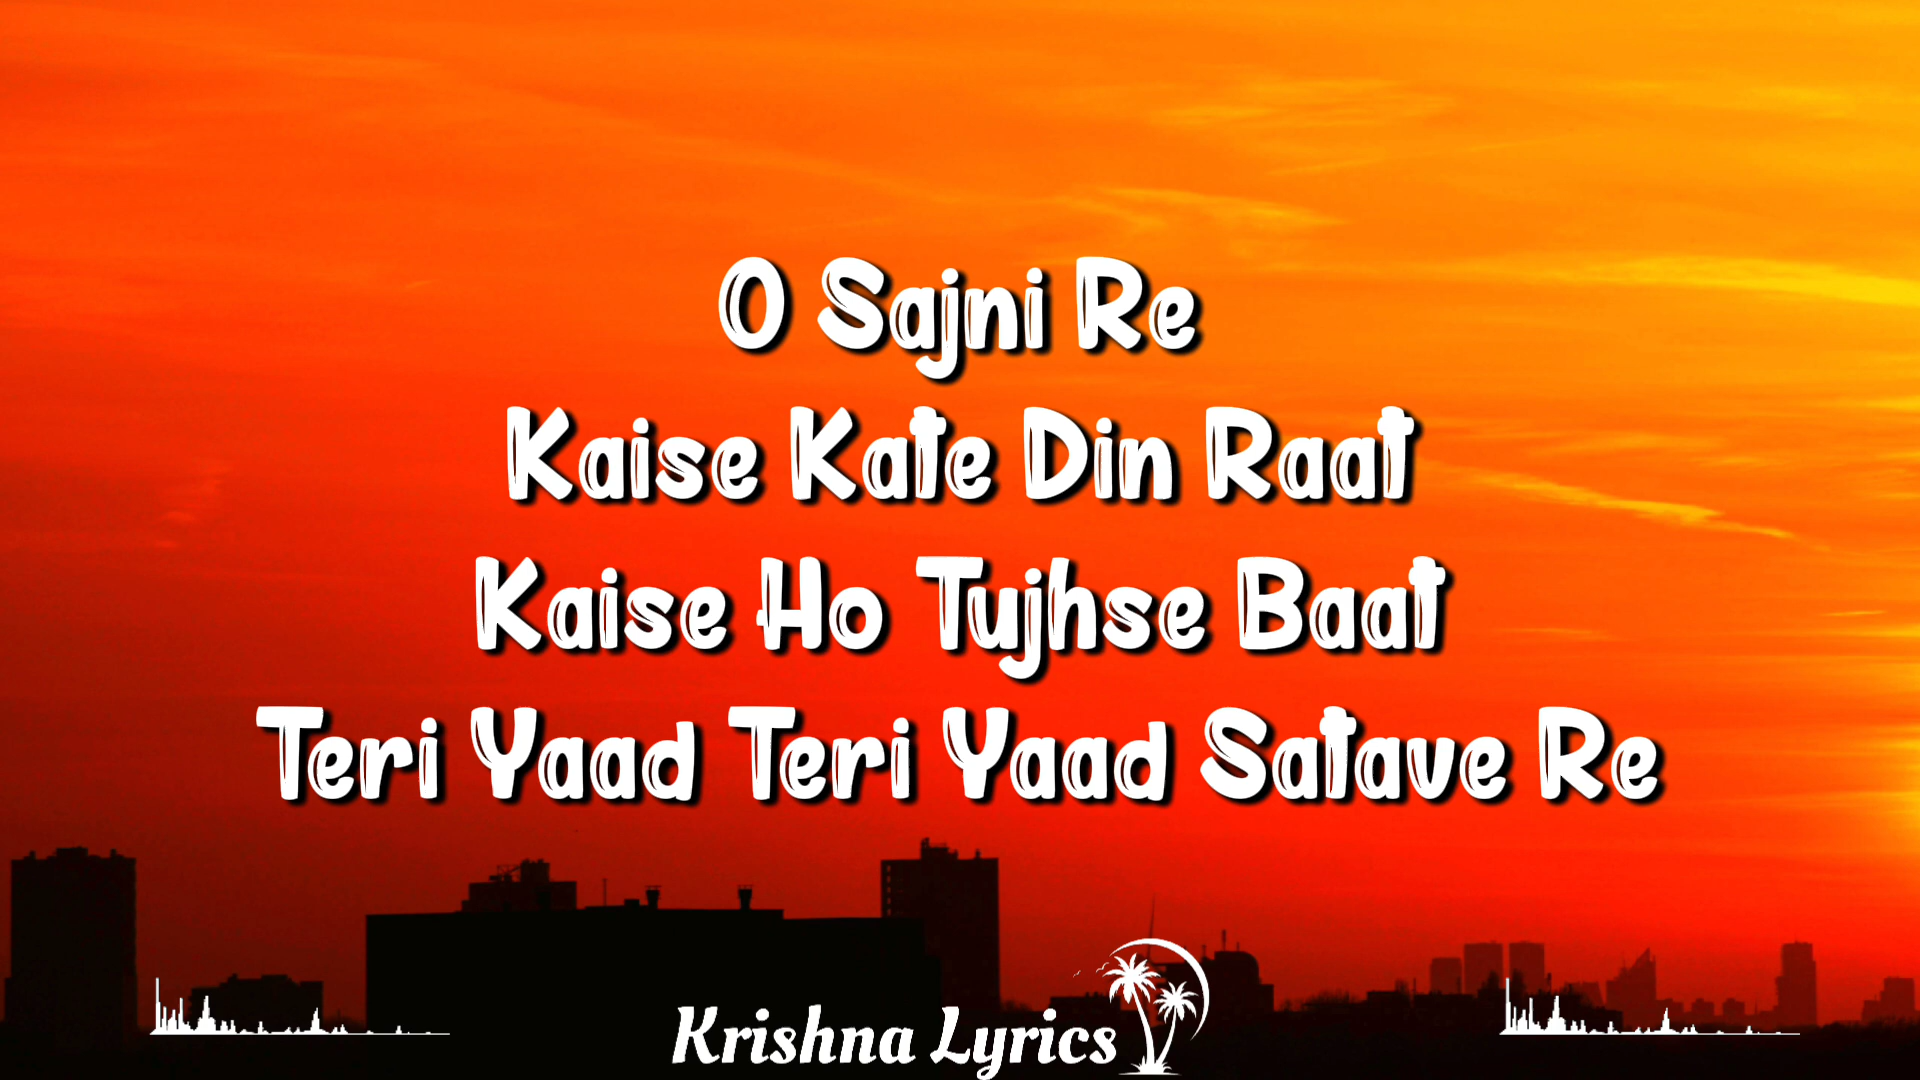 O Sajni Re
Kaise Kate Din Raat
Kaise Ho Tujhse Baat
Teri Yaad Teri Yaad Satave Re
Krishna Lyrics